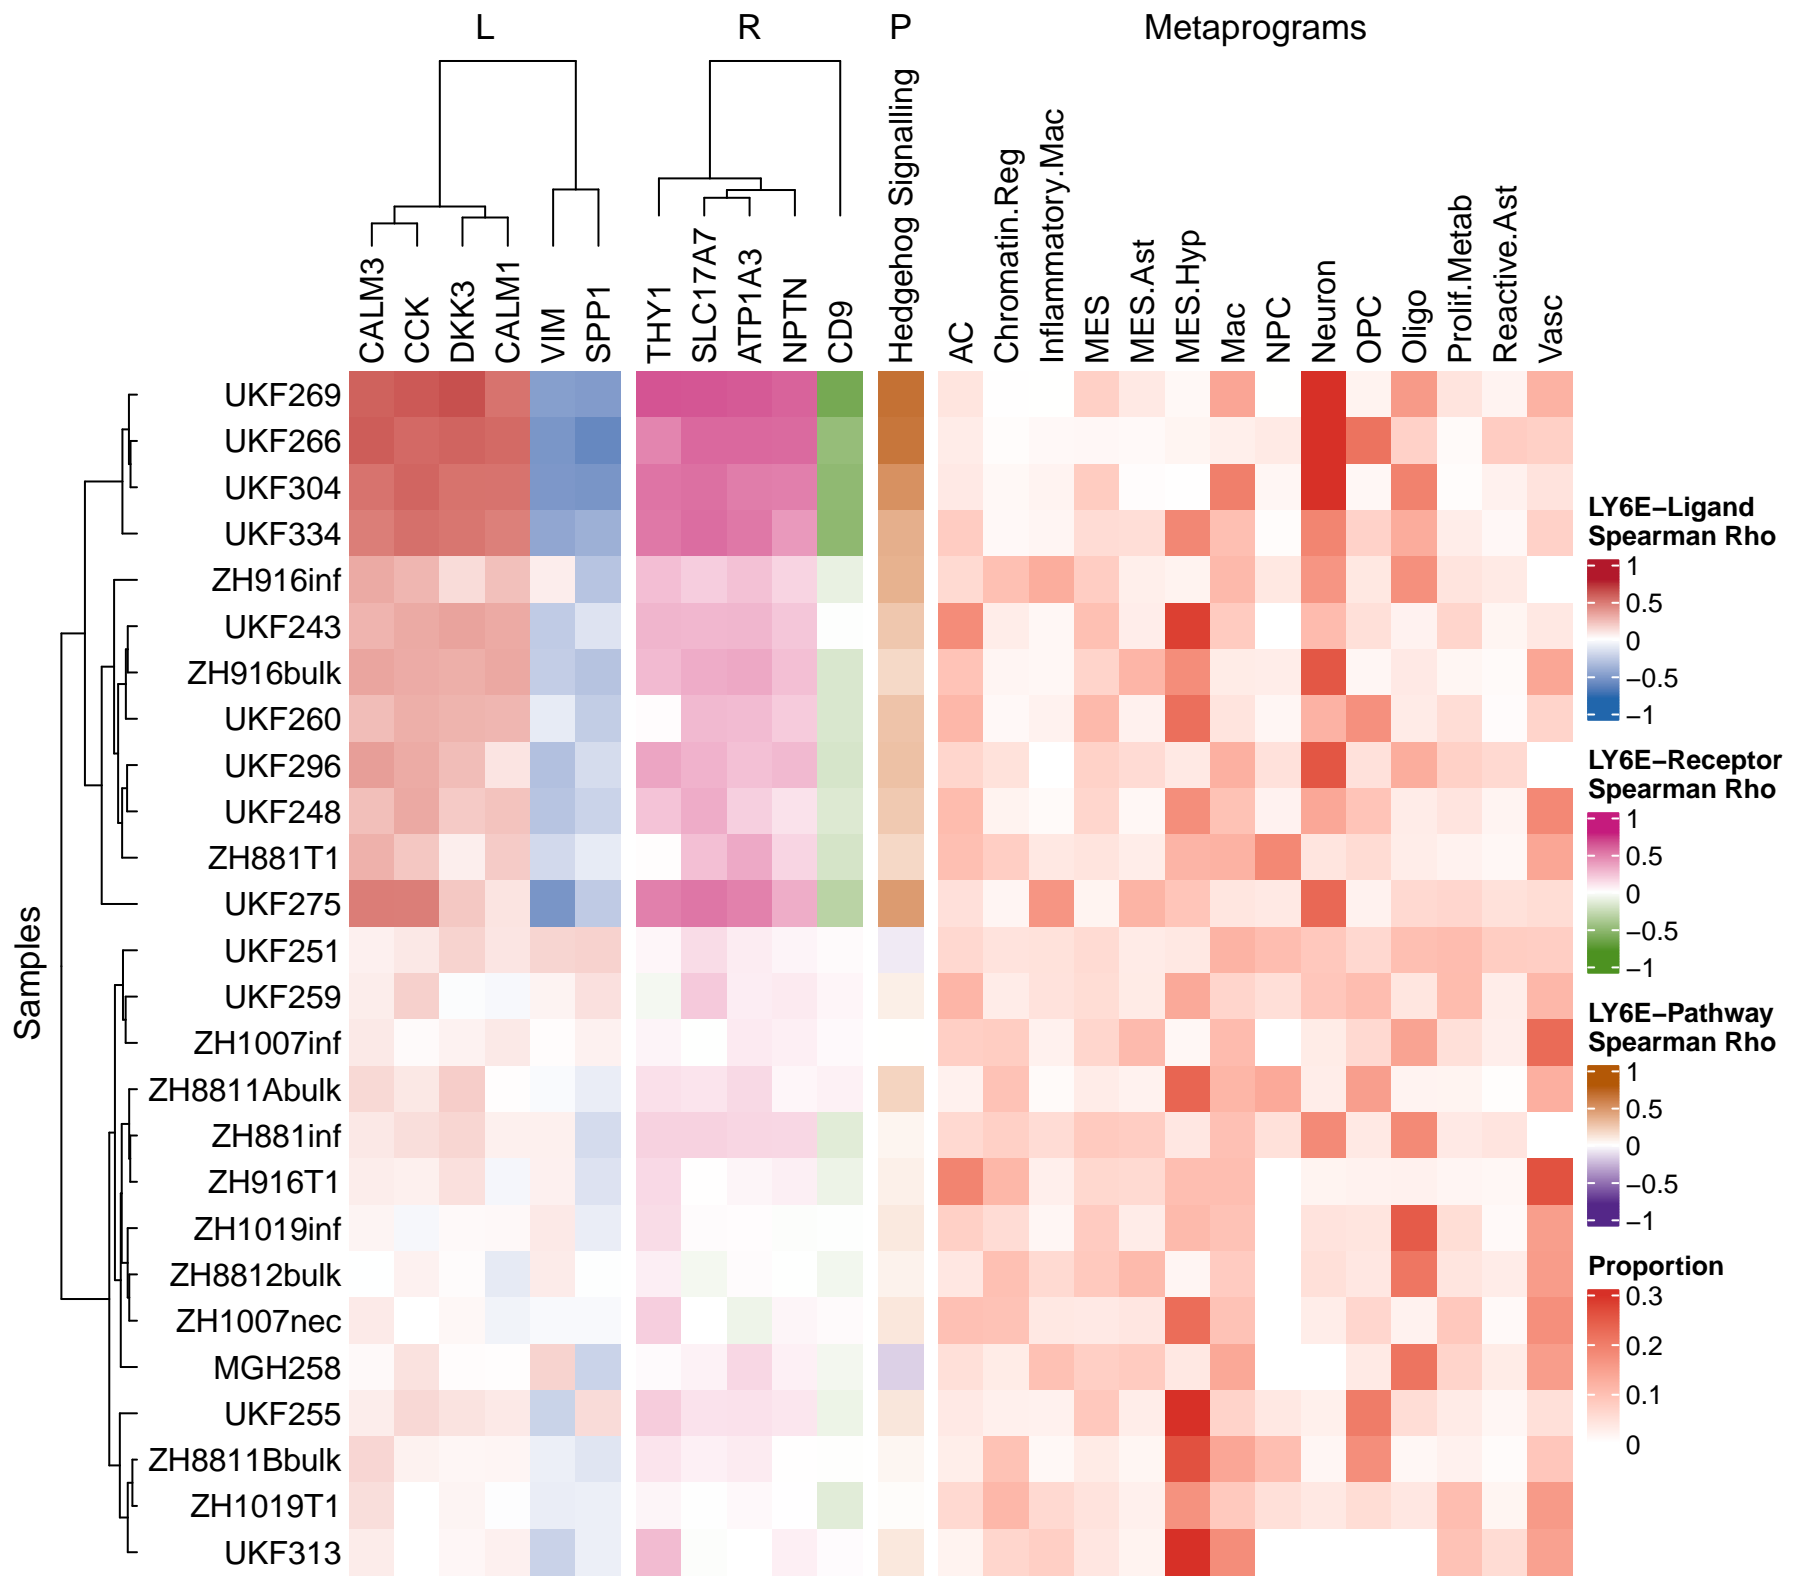 L
R
P
Metaprograms
CALM3
CCK
DKK3
CALM1
VIM
SPP1
THY1
SLC17A7
ATP1A3
NPTN
CD9
Hedgehog Signalling
AC
Chromatin.Reg
Inflammatory.Mac
MES
MES.Ast
MES.Hyp
Mac
NPC
Neuron
OPC
Oligo
Prolif.Metab
Reactive.Ast
Vasc
Samples
UKF269
UKF266
UKF304
UKF334
ZH916inf
UKF243
ZH916bulk
UKF260
UKF296
UKF248
ZH881T1
UKF275
UKF251
UKF259
ZH1007inf
ZH8811Abulk
ZH881inf
ZH916T1
ZH1019inf
ZH8812bulk
ZH1007nec
MGH258
UKF255
ZH8811Bbulk
ZH1019T1
UKF313
LY6E−Ligand
Spearman Rho
1
0.5
0
−0.5
−1
LY6E−Receptor
Spearman Rho
1
0.5
0
−0.5
−1
LY6E−Pathway
Spearman Rho
1
0.5
0
−0.5
−1
Proportion
0.3
0.2
0.1
0